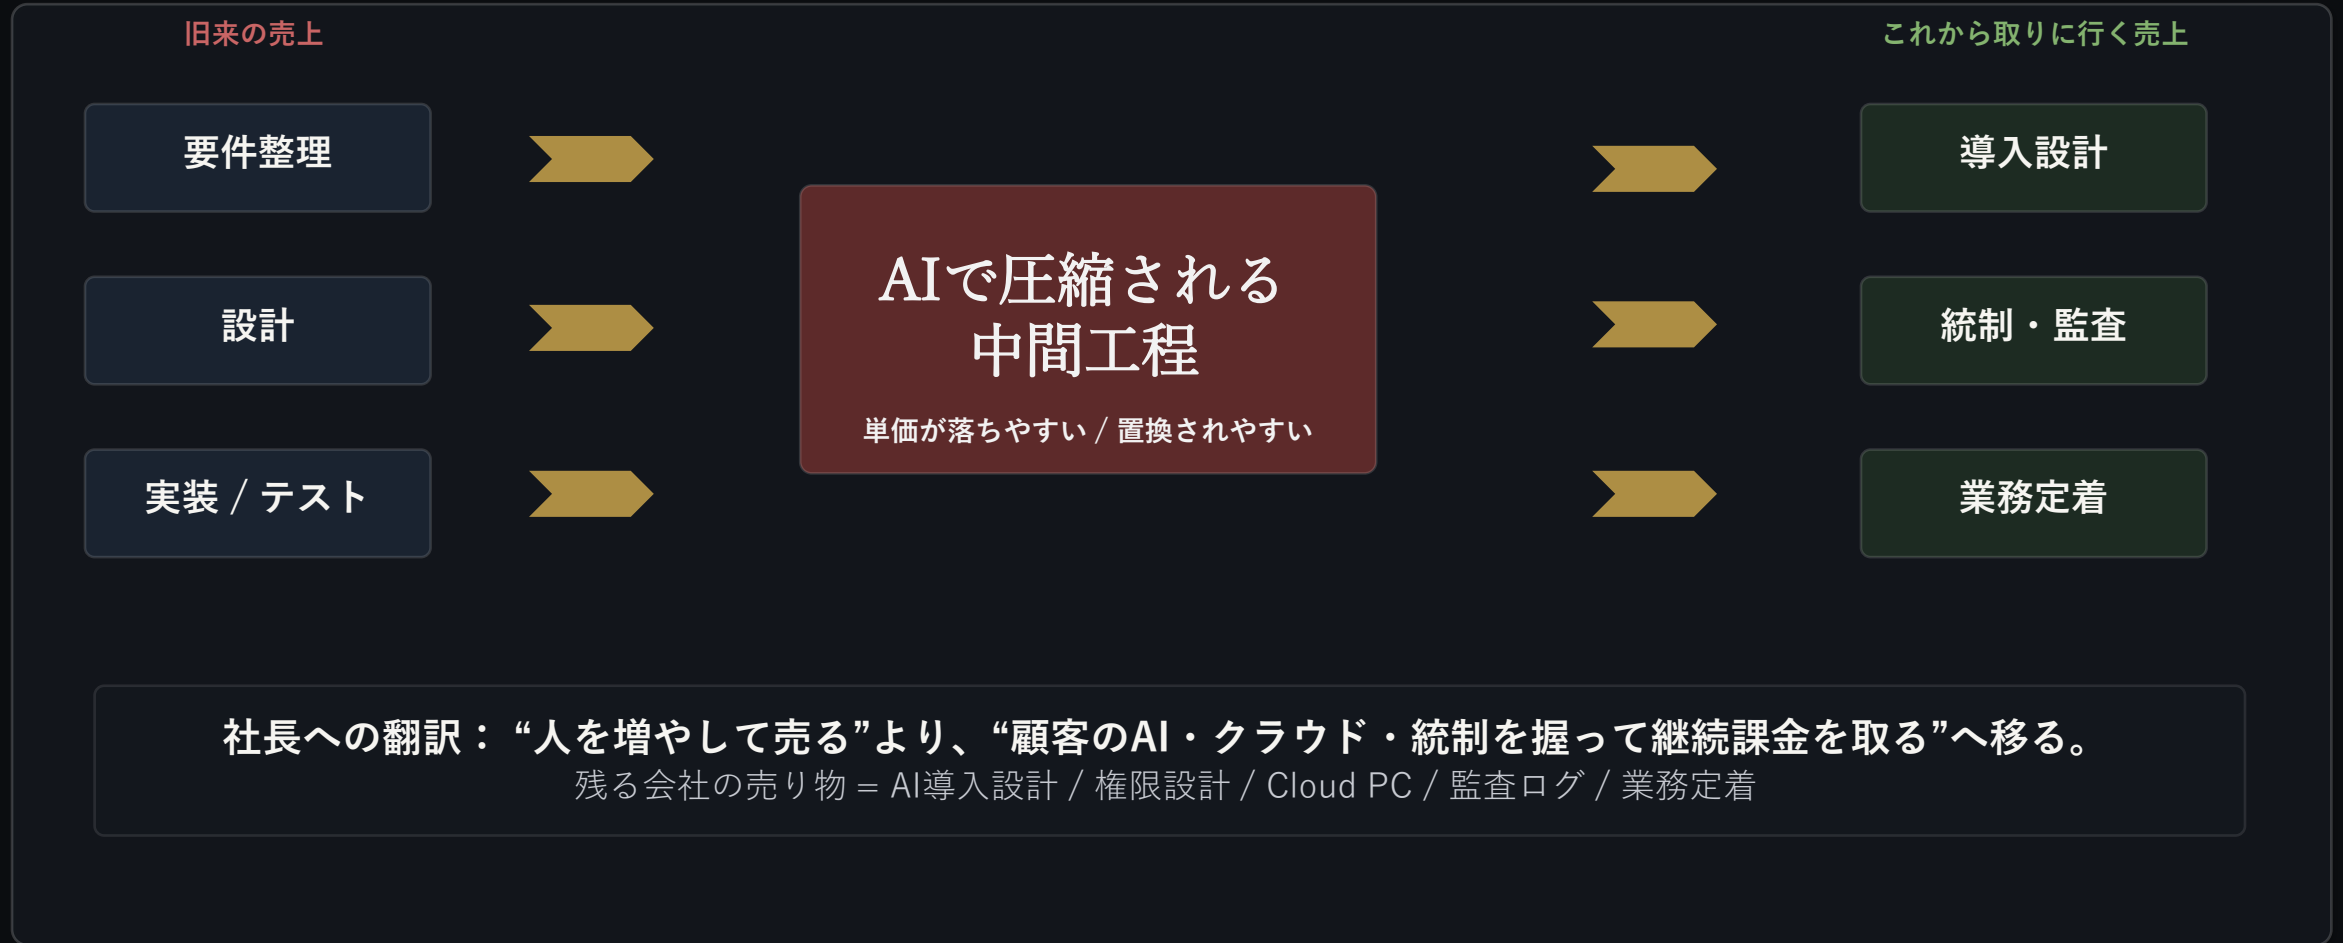 旧来の売上
これから取りに行く売上
要件整理
導入設計
設計
AIで圧縮される
中間工程
単価が落ちやすい / 置換されやすい
統制・監査
実装 / テスト
業務定着
社長への翻訳： “人を増やして売る”より、“顧客のAI・クラウド・統制を握って継続課金を取る”へ移る。
残る会社の売り物 = AI導入設計 / 権限設計 / Cloud PC / 監査ログ / 業務定着